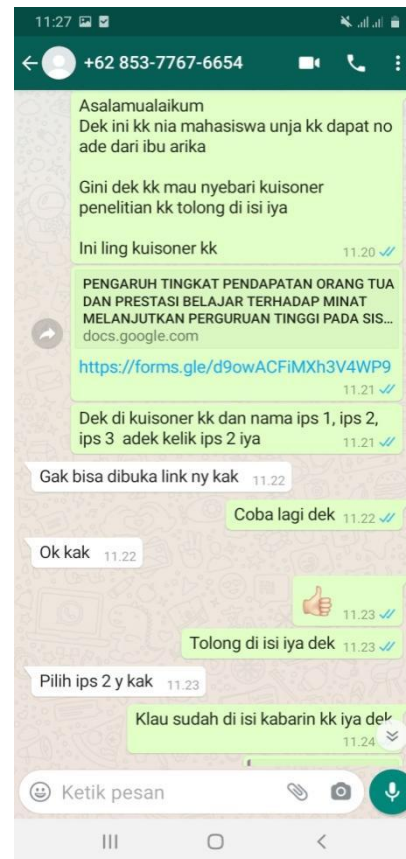 11:27
+62 853-7767-6654
Asalamualaikum
Dek ini kk nia mahasiswa unja kk dapat no
ade dari ibu arika
Gini dek kk mau nyebari kuisoner
penelitian kk tolong di isi iya
Ini ling kuisoner kk
11.20
PENGARUH TINGKAT PENDAPATAN ORANG TUA
DAN PRESTASI BELAJAR TERHADAP MINAT
MELANJUTKAN PERGURUAN TINGGI PADA SIS...
docs.google.com
https://forms.gle/d9owACFiMXh3V4WP9
11.21
Dek di kuisoner kk dan nama ips 1, ips 2,
ips 3 adek kelik ips 2 iya
11.21
Gak bisa dibuka link ny kak 11.22
Coba lagi dek 11.22
Ok kak 11.22
11.23
Tolong di isi iya dek 11.23
Pilih ips 2 y kak 11.23
Klau sudah di isi kabarin kk iya dek
11.24
Ketik pesan